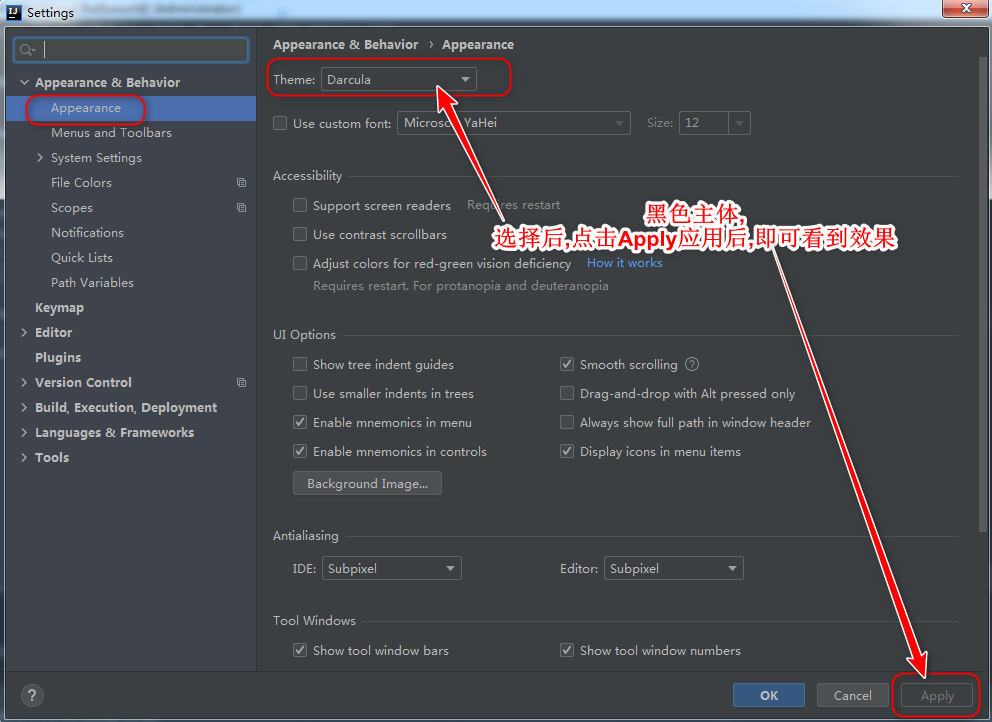 Settings
Appearance & Behavior
Appearance
Menus and Toolbars
System Settings
File Colors
Scopes
Notifications
Quick Lists
Path Variables
Keymap
Editor
Plugins
Version Control
Build, Execution, Deployment
Languages & Frameworks
Tools
Appearance & Behavior › Appearance
Theme: Darcula
Use custom font: Microso YaHei Size: 12
Accessibility
Support screen readers Requires restart
Use contrast scrollbars
Adjust colors for red-green vision deficiency How it works
Requires restart. For protanopia and deuteranopia
黑色主体,
选择后,点击Apply应用后,即可看到效果
UI Options
Show tree indent guides Smooth scrolling ?
Use smaller indents in trees Drag-and-drop with Alt pressed only
Enable mnemonics in menu Always show full path in window header
Enable mnemonics in controls Display icons in menu items
Background Image...
Antialiasing
IDE: Subpixel Editor: Subpixel
Tool Windows
Show tool window bars Show tool window numbers
? OK Cancel Apply